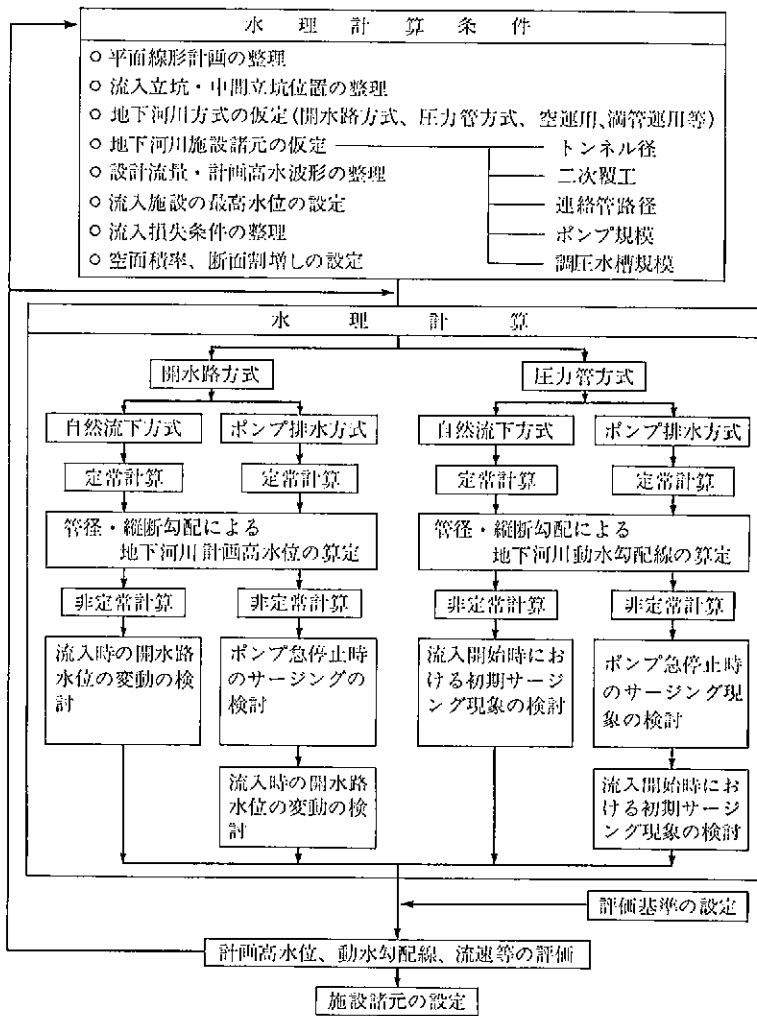 水理計算条件
○ 平面線形計画の整理
○ 流入立坑・中間立坑位置の整理
○ 地下河川方式の仮定(開水路方式、圧力管方式、空運用、満管運用等)
○ 地下河川施設諸元の仮定
トンネル径
○ 設計流量・計画高水波形の整理
二次覆工
○ 流入施設の最高水位の設定
連絡管路径
○ 流入損失条件の整理
ポンプ規模
○ 空面積率、断面割増しの設定
調圧水槽規模
水理計算
開水路方式
圧力管方式
自然流下方式
ポンプ排水方式
自然流下方式
ポンプ排水方式
定常計算
定常計算
定常計算
定常計算
管径・縦断勾配による
地下河川計画高水位の算定
管径・縦断勾配による
地下河川動水勾配線の算定
非定常計算
非定常計算
非定常計算
非定常計算
流入時の開水路
水位の変動の検
討
ポンプ急停止時
のサージングの
検討
流入開始時にお
ける初期サージ
ング現象の検討
ポンプ急停止時
のサージング現
象の検討
流入時の開水路
水位の変動の検
討
流入開始時にお
ける初期サージ
ング現象の検討
評価基準の設定
計画高水位、動水勾配線、流速等の評価
施設諸元の設定